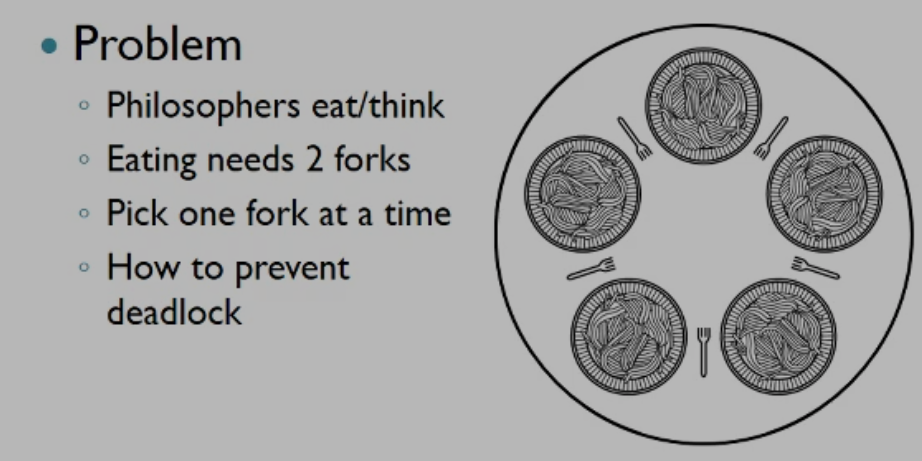 Problem
Philosophers eat/think
Eating needs 2 forks
Pick one fork at a time
How to prevent
deadlock